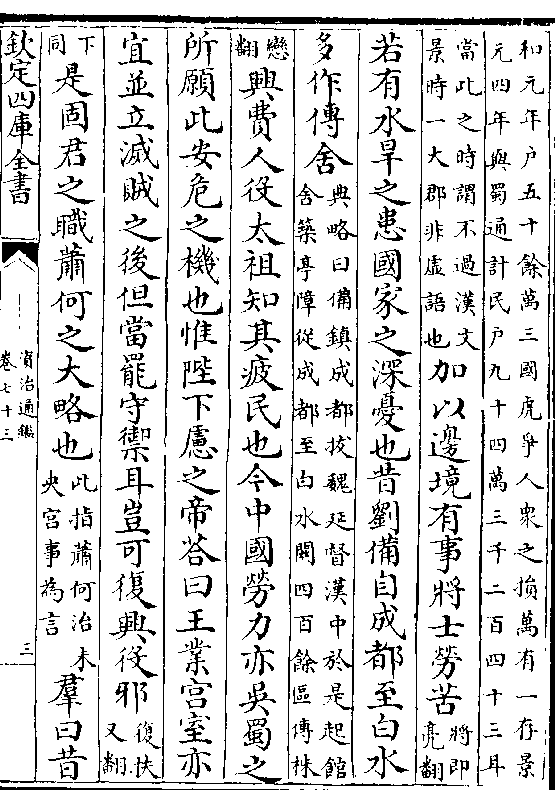 和元年户五十餘萬三國虎爭人衆之損萬有一存景
元四年與蜀通計民户九十四萬三千二百四十三耳
當此之時謂不過漢文
景時一大郡非虛語也加以邊境有事將士勞苦將即
亮翻
若有水旱之患國家之深憂也昔劉備自成都至白水
多作傳舍典略曰備鎮成都拔魏延督漢中於是起館
舍築亭障從成都至白水關四百餘區傳株
戀
翻興費人役太祖知其疲民也今中國勞力亦吳蜀之
所願此安危之機也惟陛下慮之帝荅曰王業宫室亦
宜並立滅賊之後但當罷守禦耳豈可復興役邪復扶
又翻
下
同是固君之職蕭何之大略也此指蕭何治未
央宫事為言羣曰昔
欽定四庫全書
資治通鑑
卷七十三
三